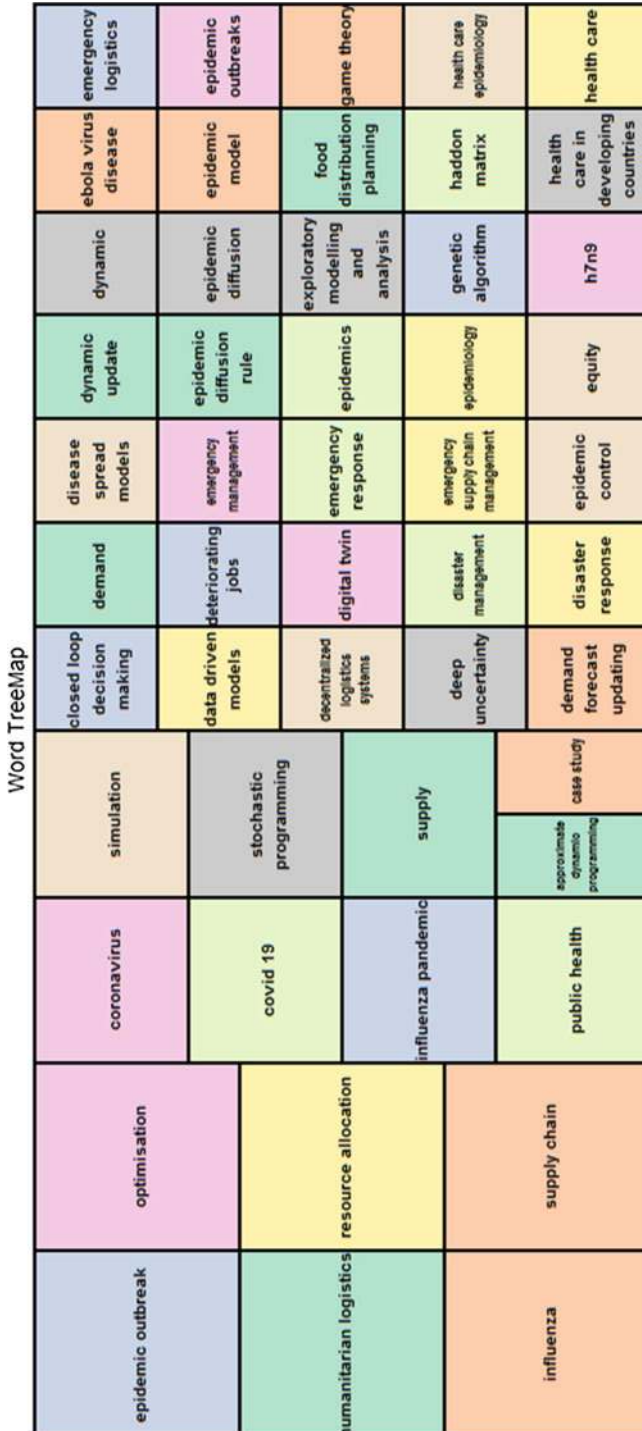 Word TreeMap
epidemic outbreak
humanitarian logistics
influenza
optimisation
resource allocation
supply chain
coronavirus
covid 19
influenza pandemic
public health
simulation
stochastic
programming
supply
approximate
dynamic
programming
case study
closed loop
decision
making
data driven
models
decentralized
logistics
systems
deep
uncertainty
demand
forecast
updating
demand
deteriorating
jobs
digital twin
disaster
management
disaster
response
disease
spread
models
emergency
management
emergency
response
emergency
supply chain
management
epidemic
control
dynamic
update
epidemic
diffusion
rule
epidemics
epidemiology
equity
dynamic
epidemic
diffusion
exploratory
modelling
and
analysis
genetic
algorithm
h7n9
ebola virus
disease
epidemic
model
food
distribution
planning
haddon
matrix
health
care in
developing
countries
emergency
logistics
epidemic
outbreaks
game theory
health care
epidemiology
health care